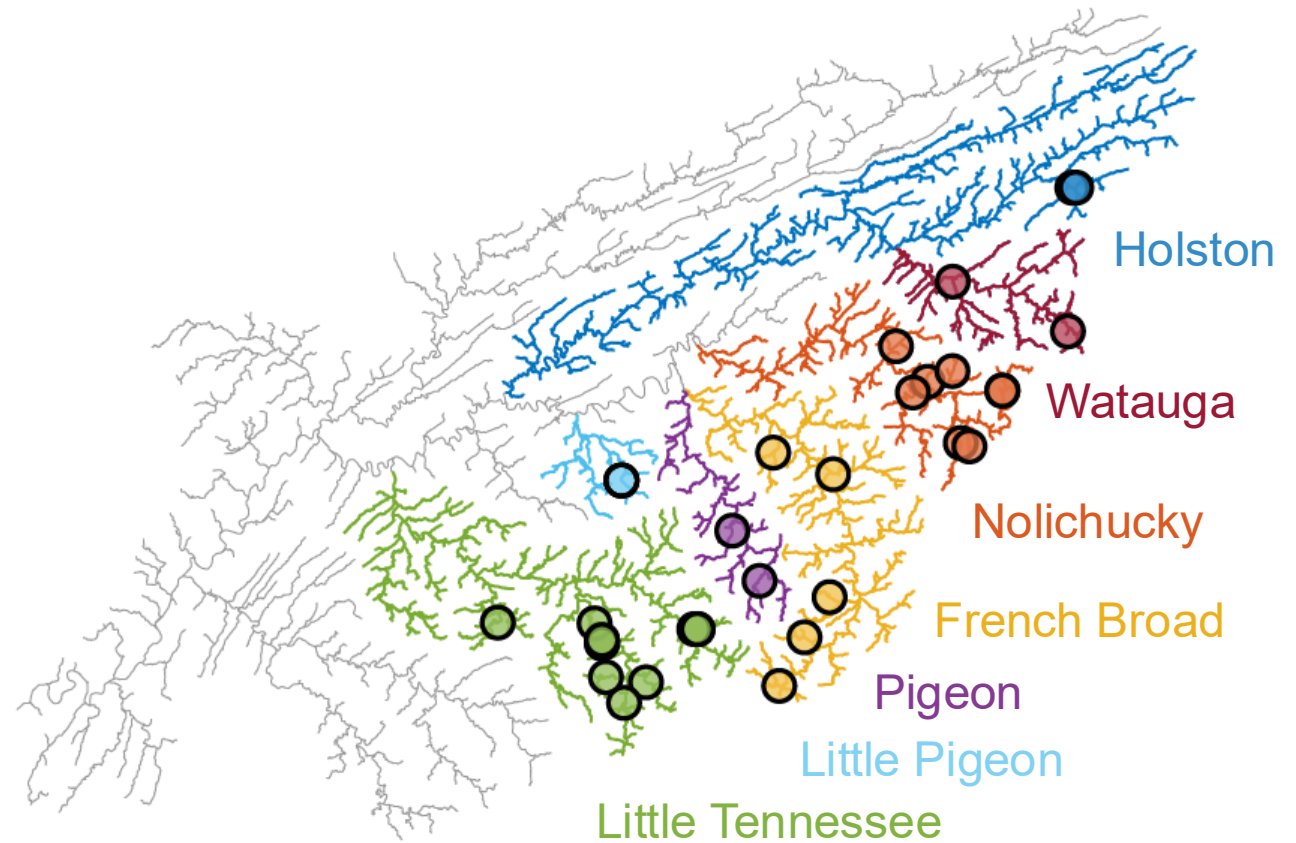 Holston
Watauga
Nolichucky
French Broad
Pigeon
Little Pigeon
Little Tennessee